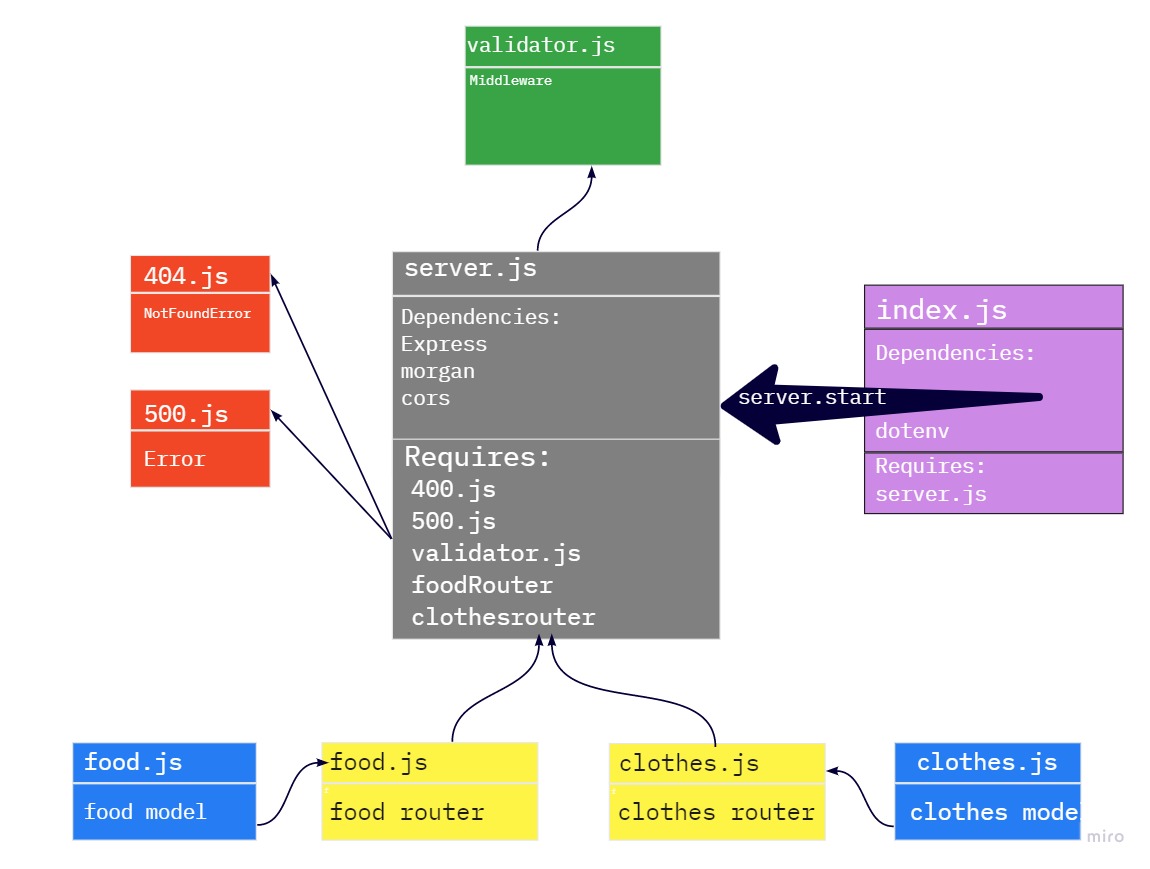 validator.js
Middleware
server.js
Dependencies:
Express
morgan
cors
Requires:
400.js
500.js
validator.js
foodRouter
clothesrouter
404.js
NotFoundError
500.js
Error
index.js
Dependencies:
server.start
dotenv
Requires:
server.js
food.js
food model
food.js
food router
clothes.js
clothes router
clothes.js
clothes model
miro